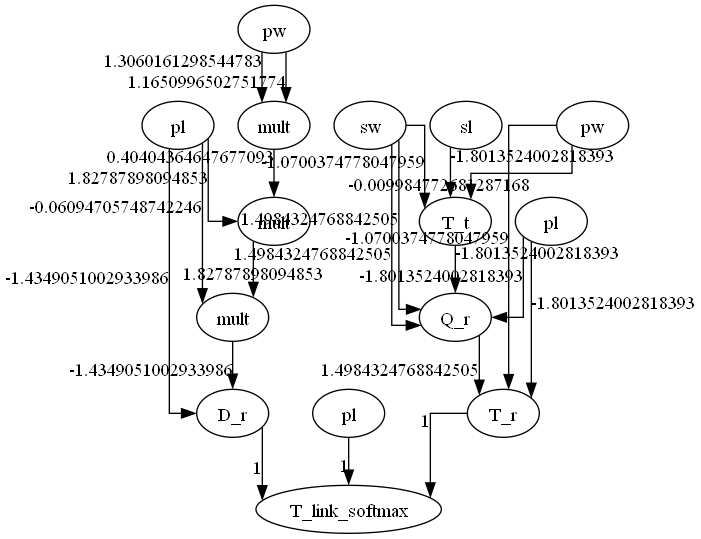 pw
1.3060161298544783
1.1650996502751774
pl
mult
sw
sl
pw
0.40404364647677093
-1.0700374778047959
-1.8013524002818393
1.82787898094853
-0.009984772681287168
-0.06094705748742246
mult
1.4984324768842505
T_t
pl
-1.0700374778047959
1.4984324768842505
-1.8013524002818393
-1.4349051002933986
1.82787898094853
-1.8013524002818393
-1.8013524002818393
mult
Q_r
-1.4349051002933986
1.4984324768842505
D_r
pl
T_r
1
1
1
T_link_softmax